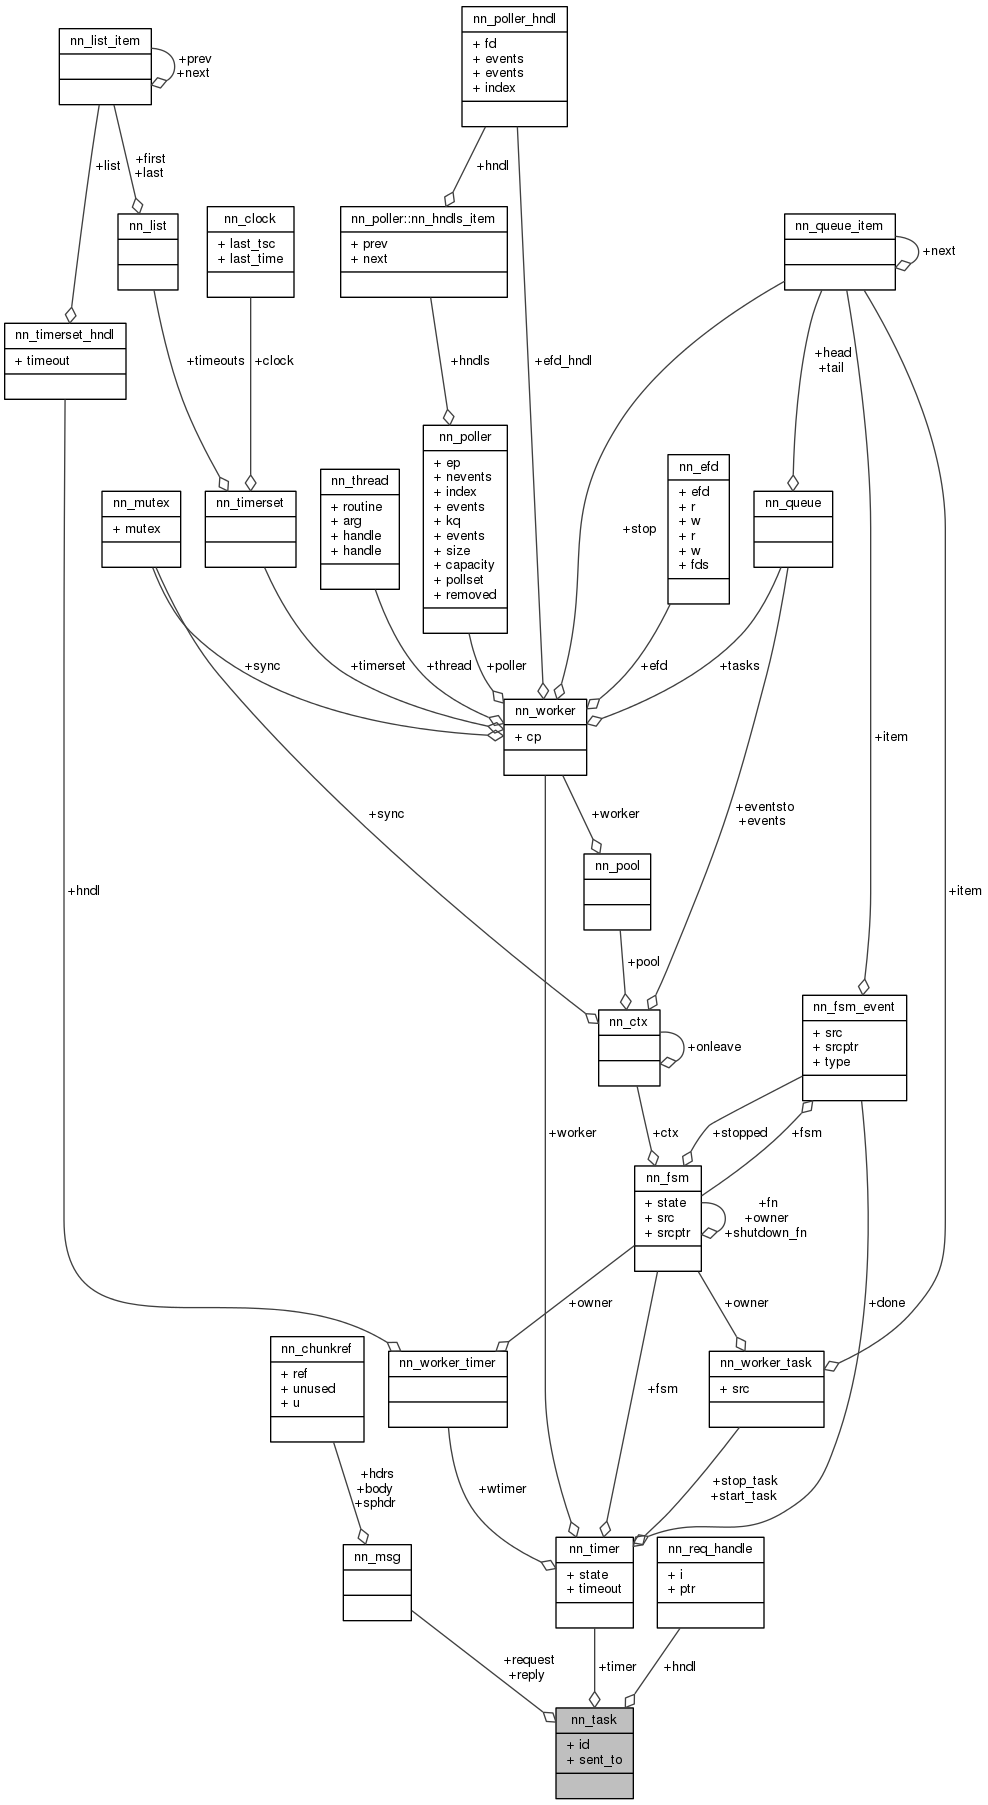 nn_poller_hndl
+ fd
+ events
+ events
+ index
nn_list_item
+prev
+next
+hndl
+list
+first
+last
nn_list
nn_clock
+ last_tsc
+ last_time
nn_poller::nn_hndls_item
+ prev
+ next
nn_queue_item
+next
nn_timerset_hndl
+ timeout
+timeouts
+clock
+hndls
+efd_hndl
+head
+tail
nn_poller
+ ep
+ nevents
+ index
+ events
+ kq
+ events
+ size
+ capacity
+ pollset
+ removed
nn_mutex
+ mutex
nn_timerset
nn_thread
+ routine
+ arg
+ handle
+ handle
+stop
nn_efd
+ efd
+ r
+ w
+ r
+ w
+ fds
nn_queue
+sync
+timerset
+thread
+poller
+efd
+tasks
nn_worker
+ cp
+item
+sync
+worker
+eventsto
+events
nn_pool
+hndl
+item
+pool
nn_ctx
+onleave
nn_fsm_event
+ src
+ srcptr
+ type
+worker
+ctx
+stopped
+fsm
nn_fsm
+ state
+ src
+ srcptr
+fn
+owner
+shutdown_fn
+owner
+owner
+done
nn_chunkref
+ ref
+ unused
+ u
nn_worker_timer
nn_worker_task
+ src
+fsm
+hdrs
+body
+sphdr
+wtimer
+stop_task
+start_task
nn_msg
nn_timer
+ state
+ timeout
nn_req_handle
+ i
+ ptr
+request
+reply
+timer
+hndl
nn_task
+ id
+ sent_to